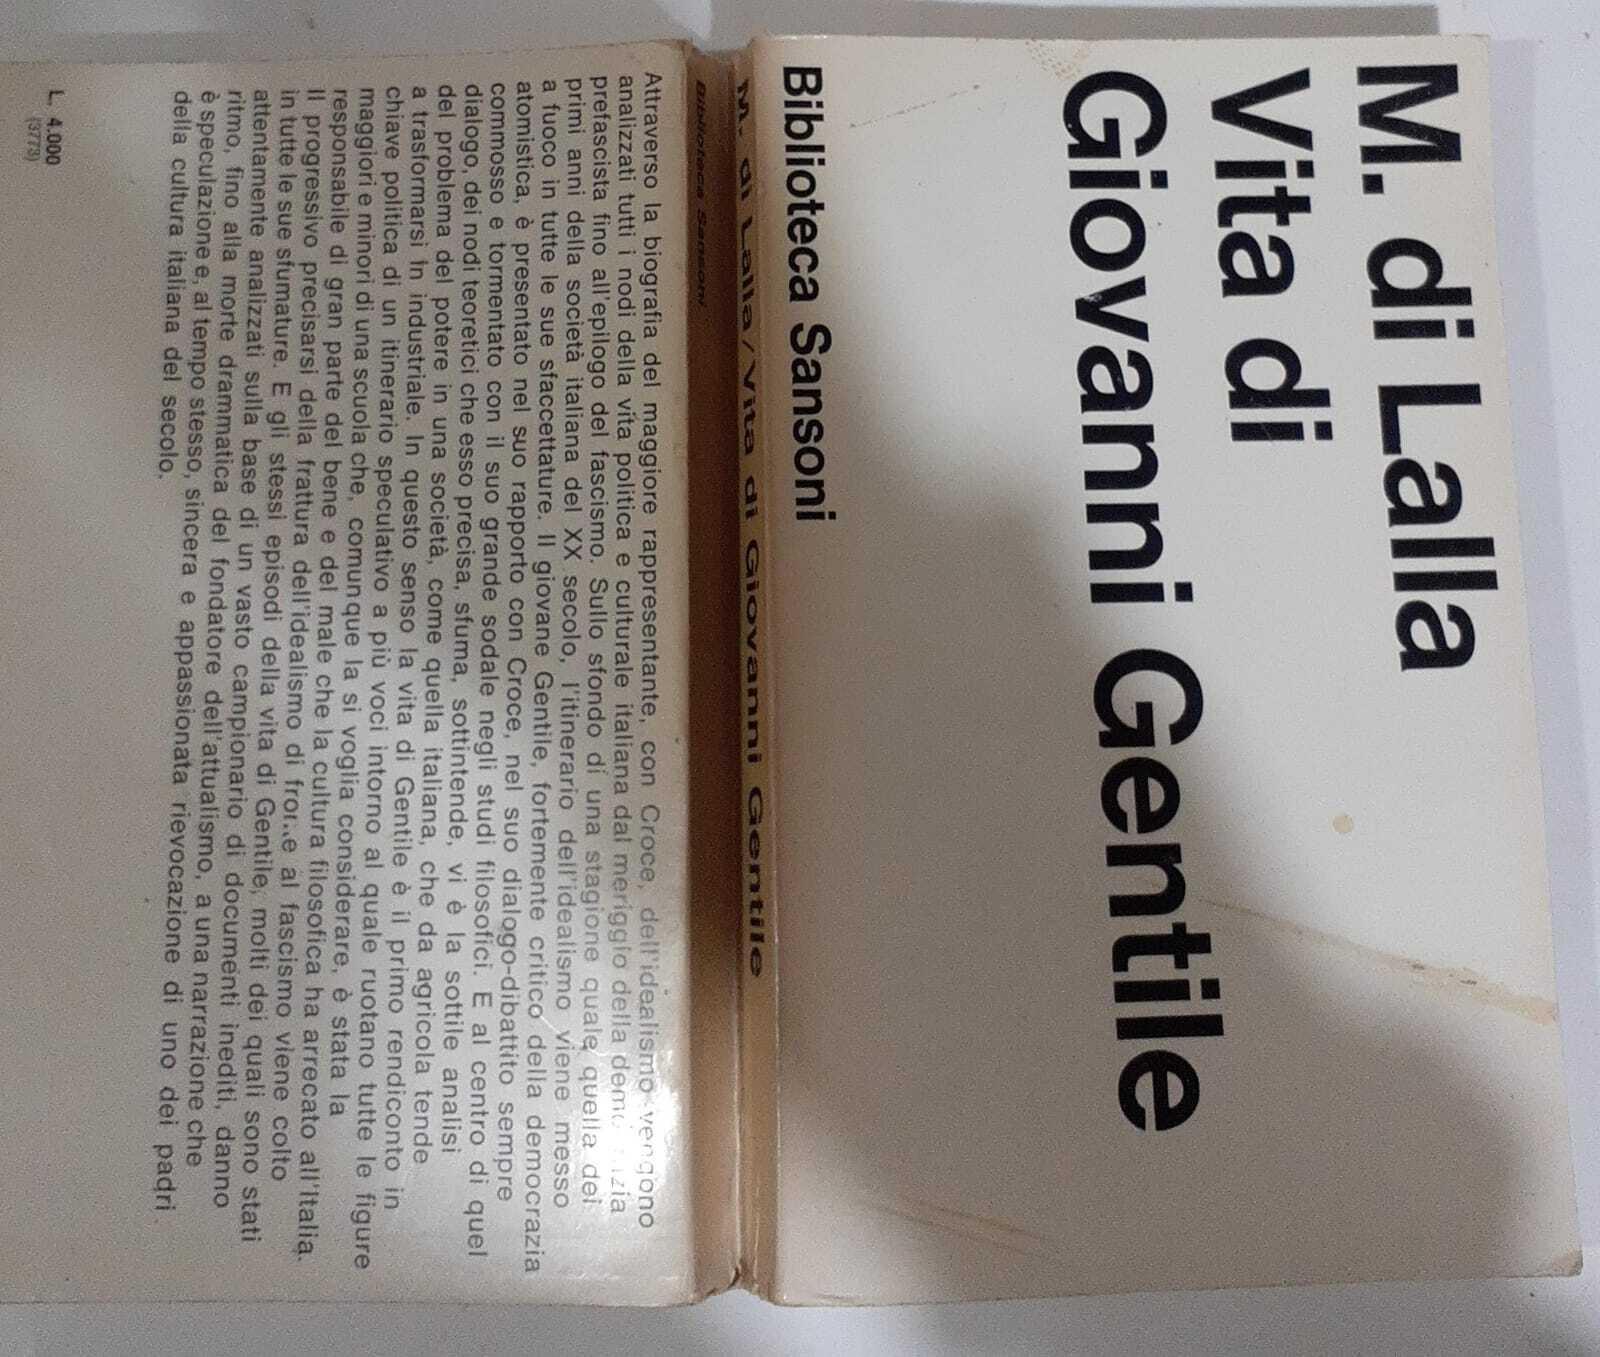 M. di Lalla
Vita di
Giovanni Gentile
Biblioteca Sansoni
M. di Lalla / Vita di Giovanni Gentile
Biblioteca Sansoni
Attraverso la biografia del maggiore rappresentante, con Croce, dell'idealismo vengono
analizzati tutti i nodi della vita politica e culturale italiana dal meriggio della
prefascista fino all'epilogo del fascismo. Sullo sfondo di una stagione quale quella dei
primi anni della società italiana del XX secolo, l'itinerario dell'idealismo viene messo
a fuoco in tutte le sue sfaccettature. Il giovane Gentile, fortemente critico della democrazia
atomistica, è presentato nel suo rapporto con Croce, nel suo dialogo-dibattito sempre
commosso e tormentato con il suo grande sodale negli studi filosofici. E al centro di quel
dialogo, dei nodi teoretici che esso precisa, sfuma, sottintende, vi è la sottile analisi
del problema del potere in una società, come quella italiana, che da agricola tende
a trasformarsi in industriale. In questo senso la vita di Gentile è il primo rendiconto in
chiave politica di un itinerario speculativo a più voci intorno al quale ruotano tutte le figure
maggiori e minori di una scuola che, comunque la si voglia considerare, è stata la
responsabile di gran parte del bene e del male che la cultura filosofica ha arrecato all'Italia.
Il progressivo precisarsi della frattura dell'idealismo di fronte al fascismo viene colto
in tutte le sue sfumature. E gli stessi episodi della vita di Gentile, molti dei quali sono stati
attentamente analizzati sulla base di un vasto campionario di documenti inediti, danno
ritmo, fino alla morte drammatica del fondatore dell'attualismo, a una narrazione che
è speculazione e, al tempo stesso, sincera e appassionata rievocazione di uno dei padri
della cultura italiana del secolo.
L. 4.000
(3773)